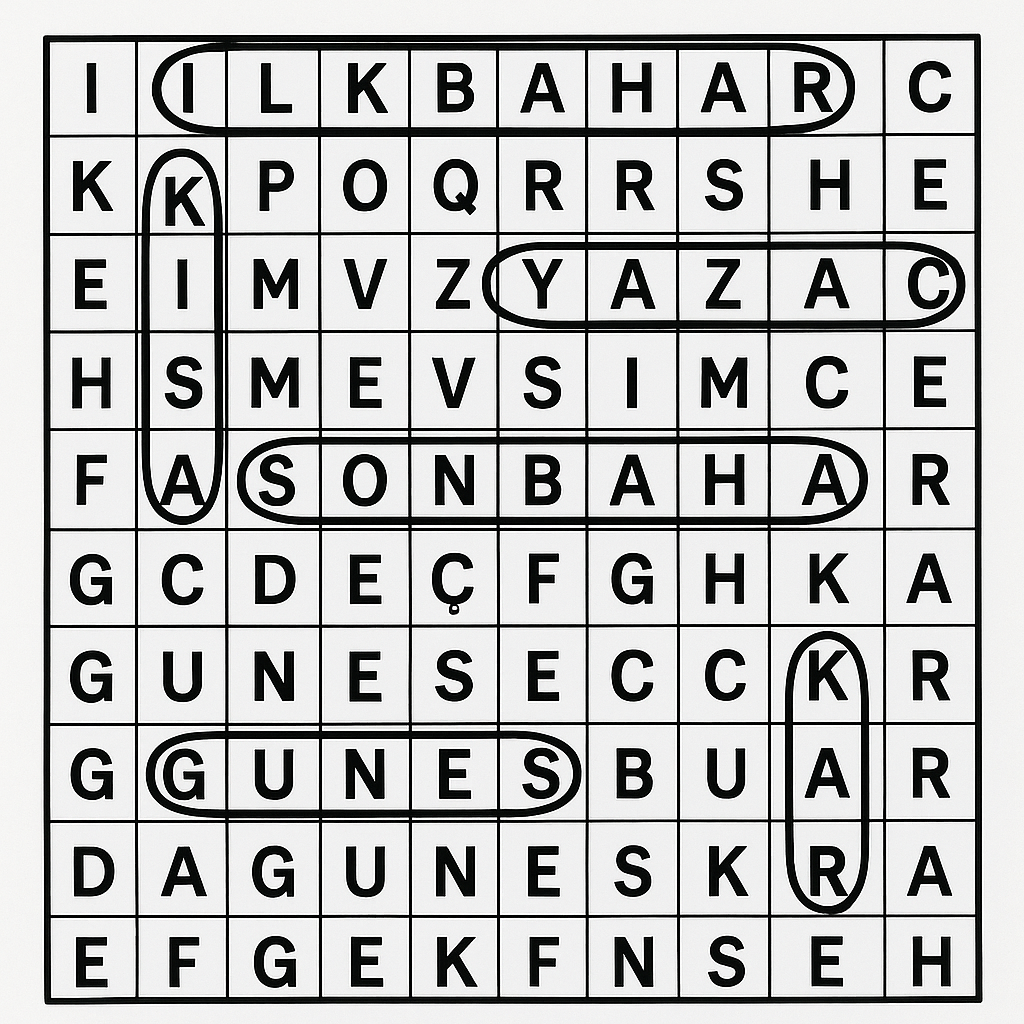 I I L K B A H A R C
K K P O Q R R S H E
E I M V Z Y A Z A C
H S M E V S I M C E
F A S O N B A H A R
G C D E Ç F G H K A
G U N E S E C C K R
G G U N E S B U A R
D A G U N E S K R A
E F G E K F N S E H